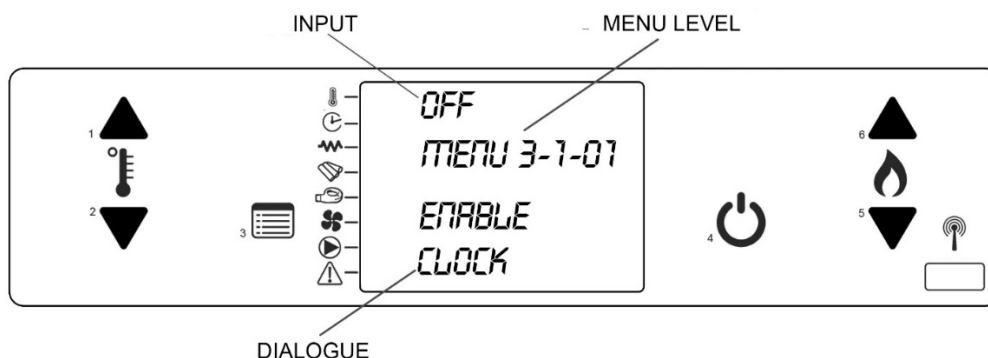 INPUT
MENU LEVEL
OFF
MENU 3-1-01
ENABLE
CLOCK
1
2
3
4
6
5
DIALOGUE